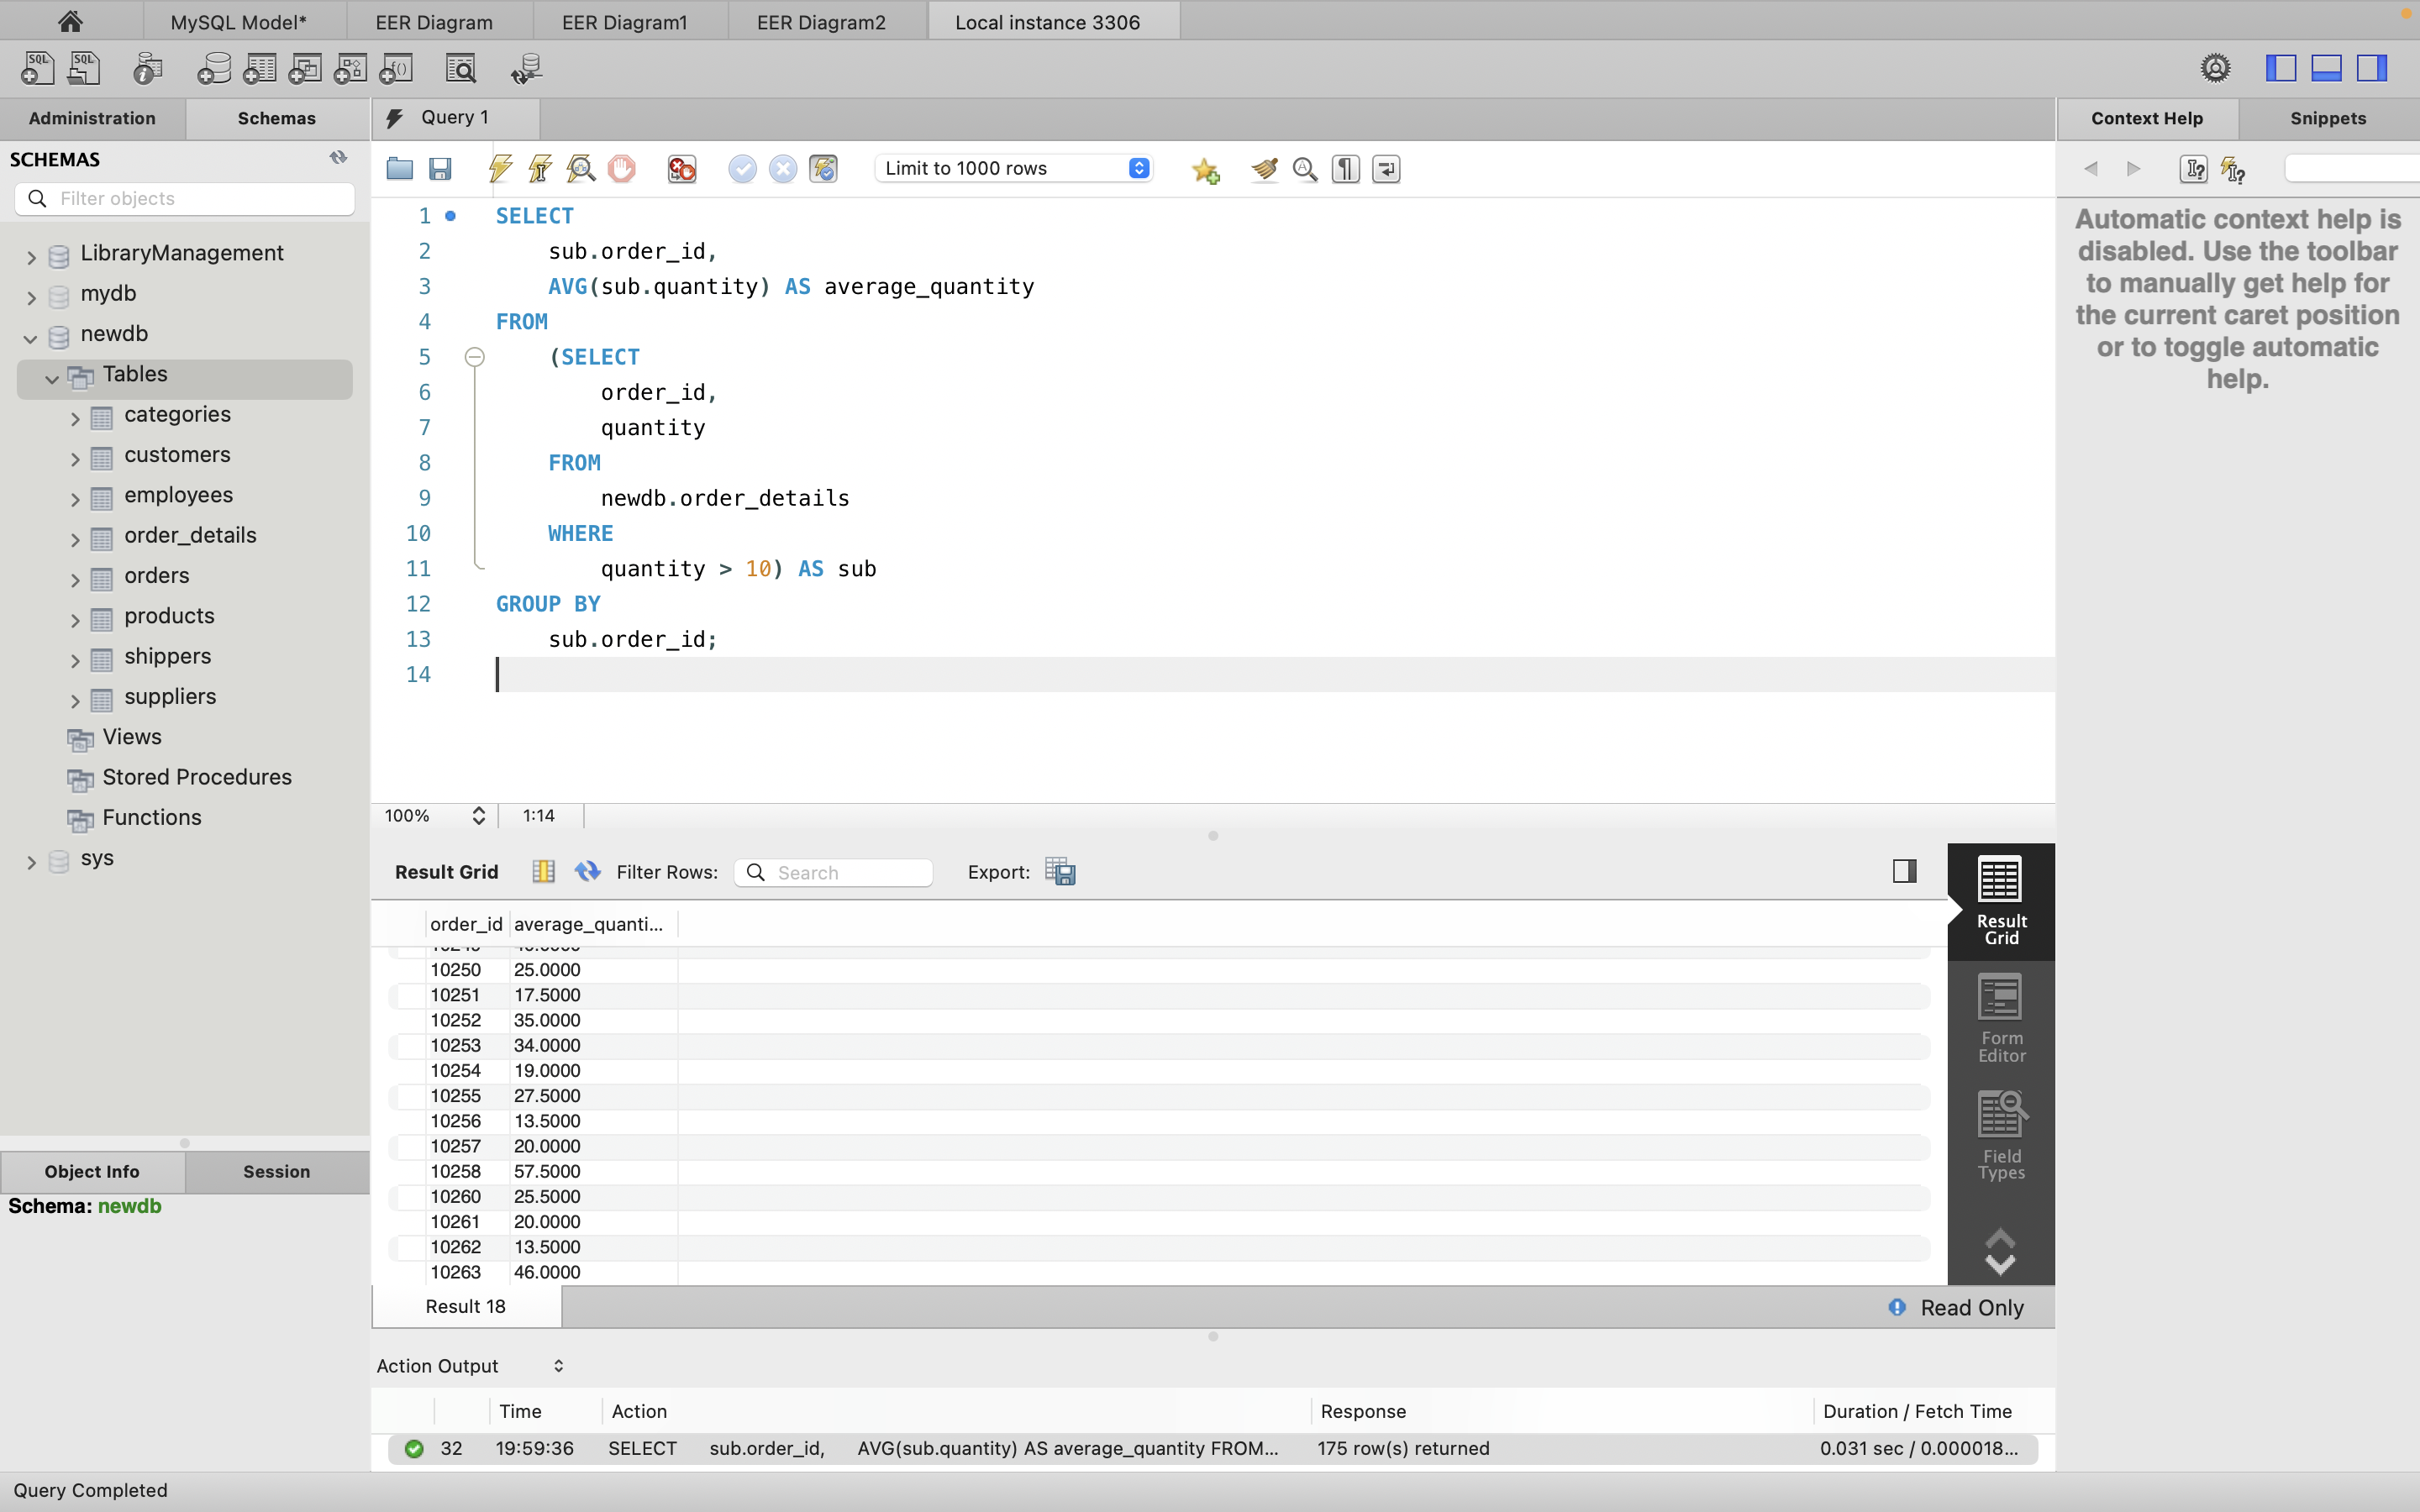 MySQL Model*
EER Diagram
EER Diagram1
EER Diagram2
Local instance 3306
SQL
SQL
Administration
Schemas
SCHEMAS
Filter objects
LibraryManagement
mydb
newdb
Tables
categories
customers
employees
order_details
orders
products
shippers
suppliers
Views
Stored Procedures
Functions
sys
Object Info
Session
Schema: newdb
Query 1
Limit to 1000 rows
1 SELECT
2 sub.order_id,
3 AVG(sub.quantity) AS average_quantity
4 FROM
5 (SELECT
6 order_id,
7 quantity
8 FROM
9 newdb.order_details
10 WHERE
11 quantity > 10) AS sub
12 GROUP BY
13 sub.order_id;
14
100%
1:14
Result Grid
Filter Rows:
Search
Export:
order_id average_quanti...
10250 25.0000
10251 17.5000
10252 35.0000
10253 34.0000
10254 19.0000
10255 27.5000
10256 13.5000
10257 20.0000
10258 57.5000
10260 25.5000
10261 20.0000
10262 13.5000
10263 46.0000
Result
Grid
Form
Editor
Field
Types
Result 18
Read Only
Action Output
Time Action Response Duration / Fetch Time
32 19:59:36 SELECT sub.order_id, AVG(sub.quantity) AS average_quantity FROM... 175 row(s) returned 0.031 sec / 0.000018...
Context Help
Snippets
Automatic context help is
disabled. Use the toolbar
to manually get help for
the current caret position
or to toggle automatic
help.
Query Completed